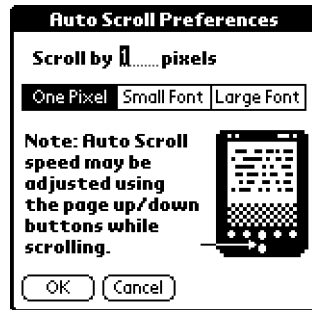 Auto Scroll Preferences
Scroll by 1 pixels
One Pixel Small Font Large Font
Note: Auto Scroll
speed may be
adjusted using
the page up/down
buttons while
scrolling.
OK Cancel